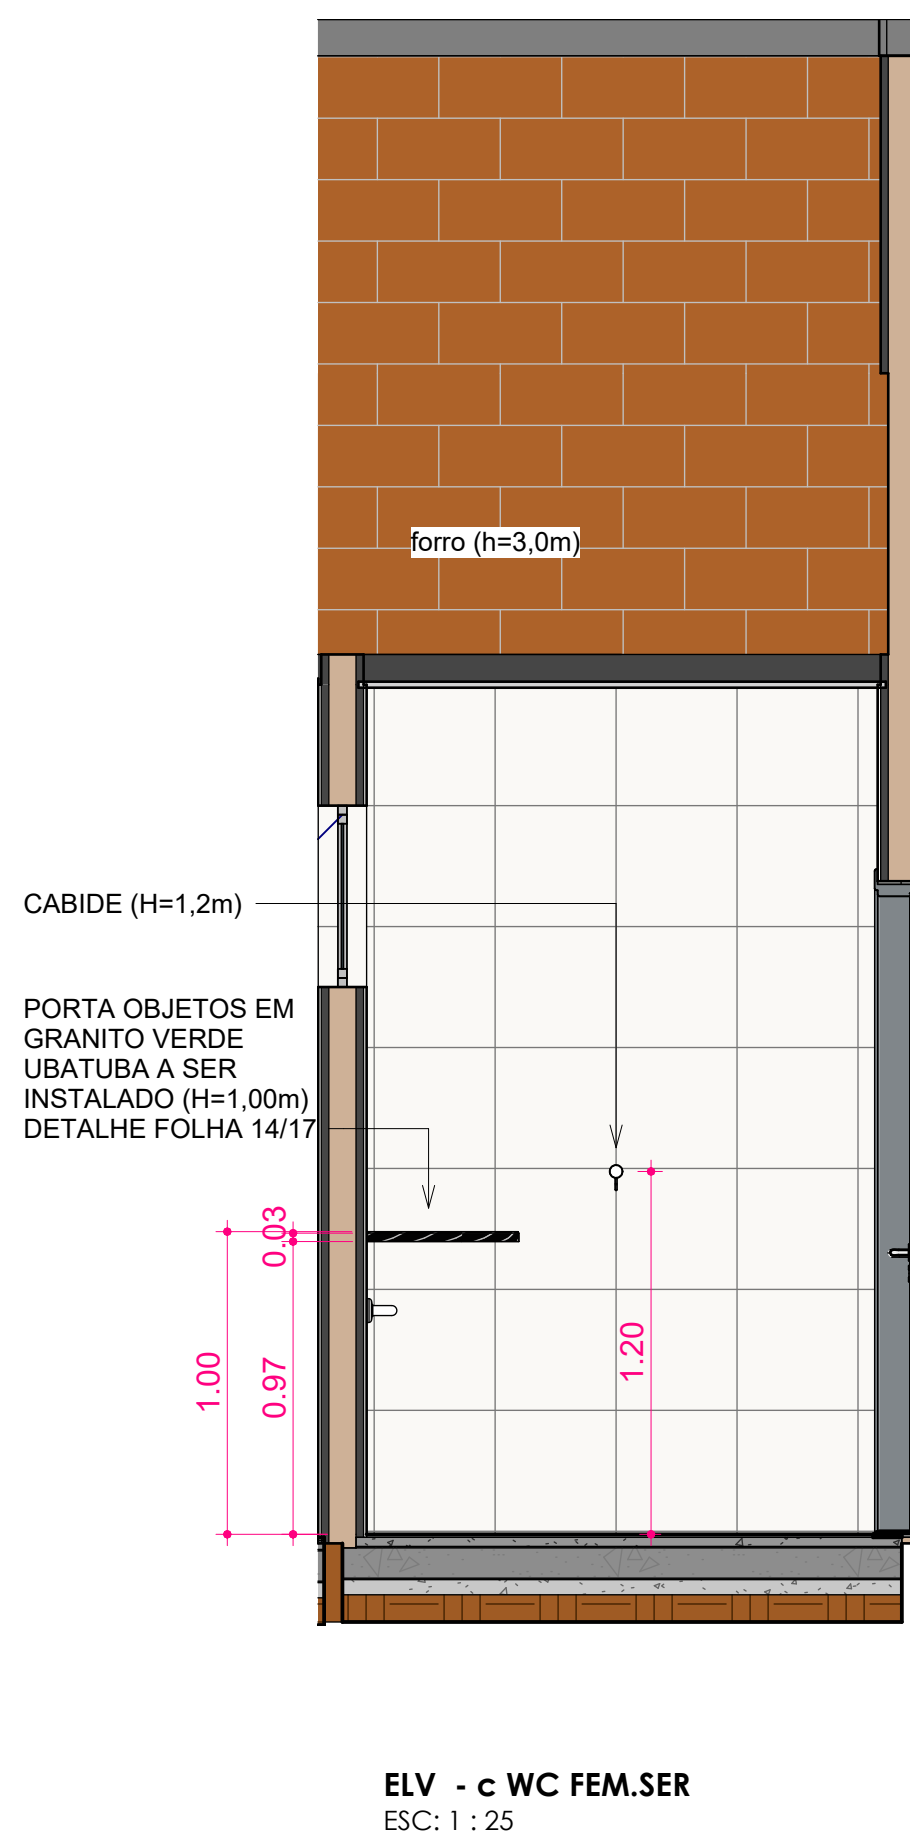 forro (h=3,0m)
CABIDE (H=1,2m)
PORTA OBJETOS EM
GRANITO VERDE
UBATUBA A SER
INSTALADO (H=1,00m)
DETALHE FOLHA 14/17
0.03
1.00
0.97
1.20
ELV - c WC FEM.SER
ESC: 1 : 25